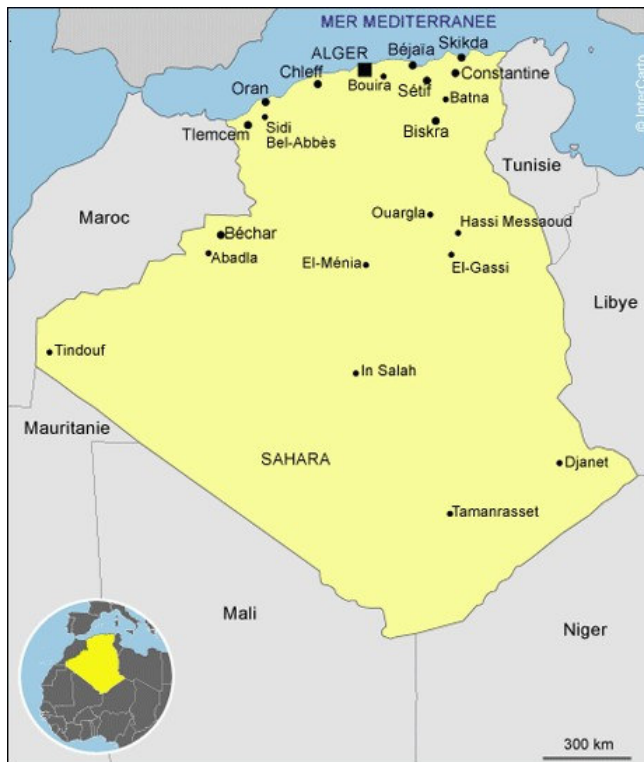 MER MEDITERRANEE
Skikda
ALGER
Béjaïa
Chleff
Bouira
Sétif
Constantine
Oran
Batna
Tlemcem
Sidi
Bel-Abbès
Biskra
© InterCarto
Tunisie
Maroc
Ouargla
Hassi Messaoud
Béchar
Abadla
El-Ménia
El-Gassi
Libye
Tindouf
In Salah
Mauritanie
SAHARA
Djanet
Tamanrasset
Mali
Niger
300 km